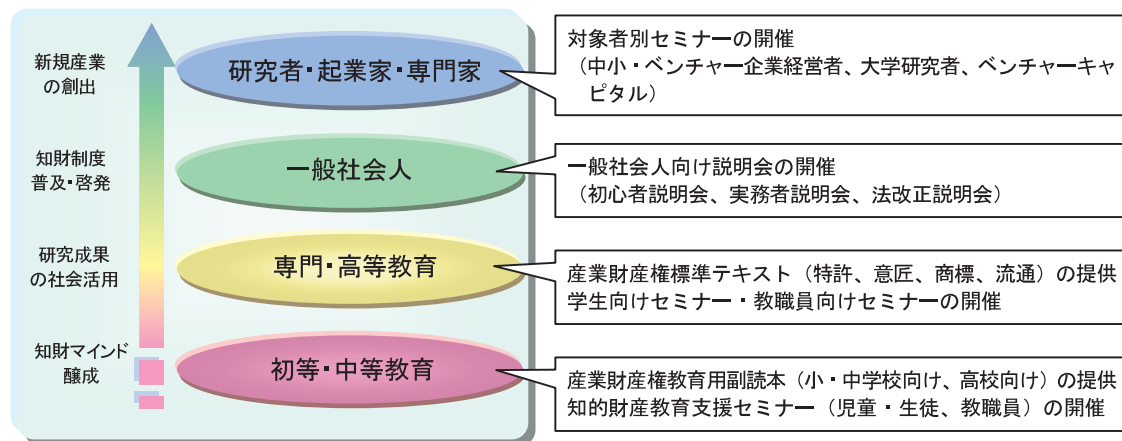 新規産業
の創出
研究者・起業家・専門家
対象者別セミナーの開催
（中小・ベンチャー企業経営者、大学研究者、ベンチャーキャ
ピタル）
知財制度
普及・啓発
一般社会人
一般社会人向け説明会の開催
（初心者説明会、実務者説明会、法改正説明会）
研究成果
の社会活用
専門・高等教育
産業財産権標準テキスト（特許、意匠、商標、流通）の提供
学生向けセミナー・教職員向けセミナーの開催
知財マインド
醸成
初等・中等教育
産業財産権教育用副読本（小・中学校向け、高校向け）の提供
知的財産教育支援セミナー（児童・生徒、教職員）の開催